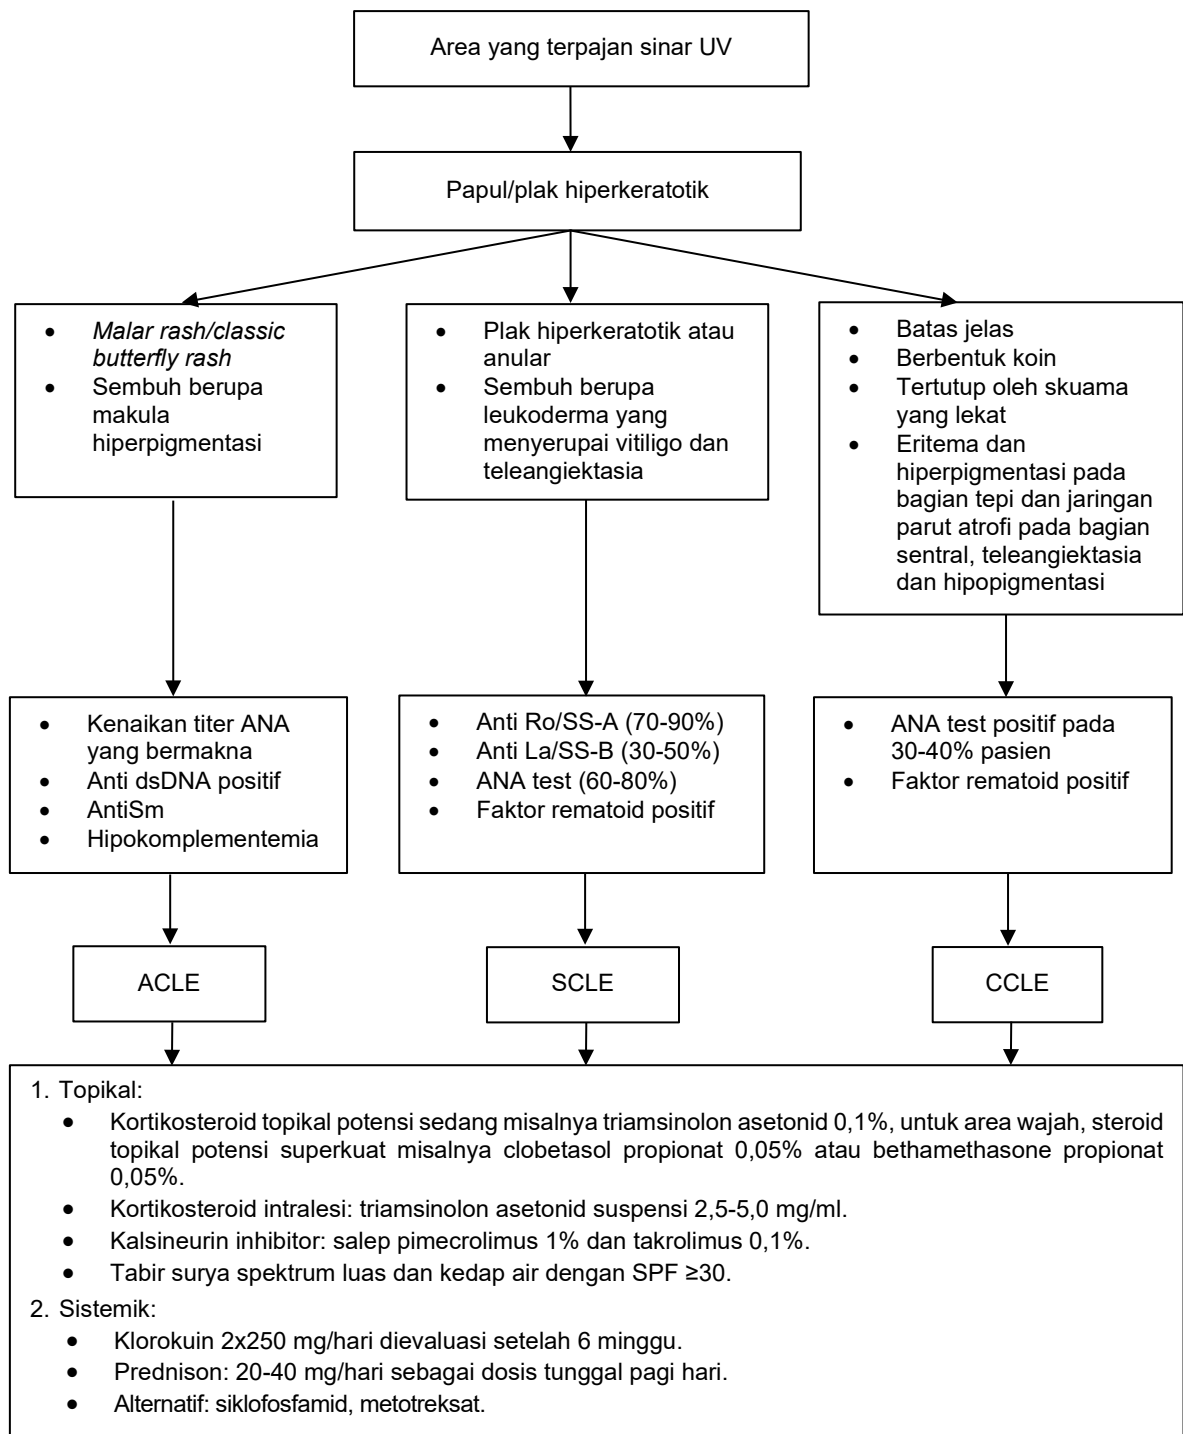 Area yang terpajan sinar UV
Papul/plak hiperkeratotik
• Malar rash/classic
butterfly rash
• Sembuh berupa
makula
hiperpigmentasi
• Plak hiperkeratotik atau
anular
• Sembuh berupa
leukoderma yang
menyerupai vitiligo dan
teleangiektasia
• Batas jelas
• Berbentuk koin
• Tertutup oleh skuama
yang lekat
• Eritema dan
hiperpigmentasi pada
bagian tepi dan jaringan
parut atrofi pada bagian
sentral, teleangiektasia
dan hipopigmentasi
• Kenaikan titer ANA
yang bermakna
• Anti dsDNA positif
• AntiSm
• Hipokomplementemia
• Anti Ro/SS-A (70-90%)
• Anti La/SS-B (30-50%)
• ANA test (60-80%)
• Faktor rematoid positif
• ANA test positif pada
30-40% pasien
• Faktor rematoid positif
ACLE
SCLE
CCLE
1. Topikal:
• Kortikosteroid topikal potensi sedang misalnya triamsinolon asetonid 0,1%, untuk area wajah, steroid
topikal potensi superkuat misalnya clobetasol propionat 0,05% atau bethamethasone propionat
0,05%.
• Kortikosteroid intralesi: triamsinolon asetonid suspensi 2,5-5,0 mg/ml.
• Kalsineurin inhibitor: salep pimecrolimus 1% dan takrolimus 0,1%.
• Tabir surya spektrum luas dan kedap air dengan SPF ≥30.
2. Sistemik:
• Klorokuin 2x250 mg/hari dievaluasi setelah 6 minggu.
• Prednison: 20-40 mg/hari sebagai dosis tunggal pagi hari.
• Alternatif: siklofosfamid, metotreksat.